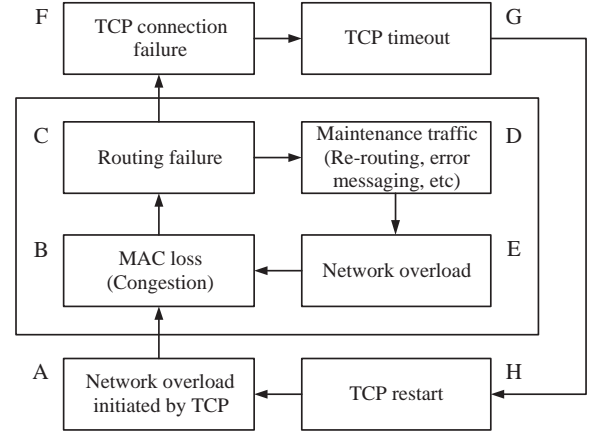 F
TCP connection
failure
TCP timeout
G
C
Routing failure
Maintenance traffic
(Re-routing, error
messaging, etc)
D
B
MAC loss
(Congestion)
Network overload
E
A
Network overload
initiated by TCP
TCP restart
H